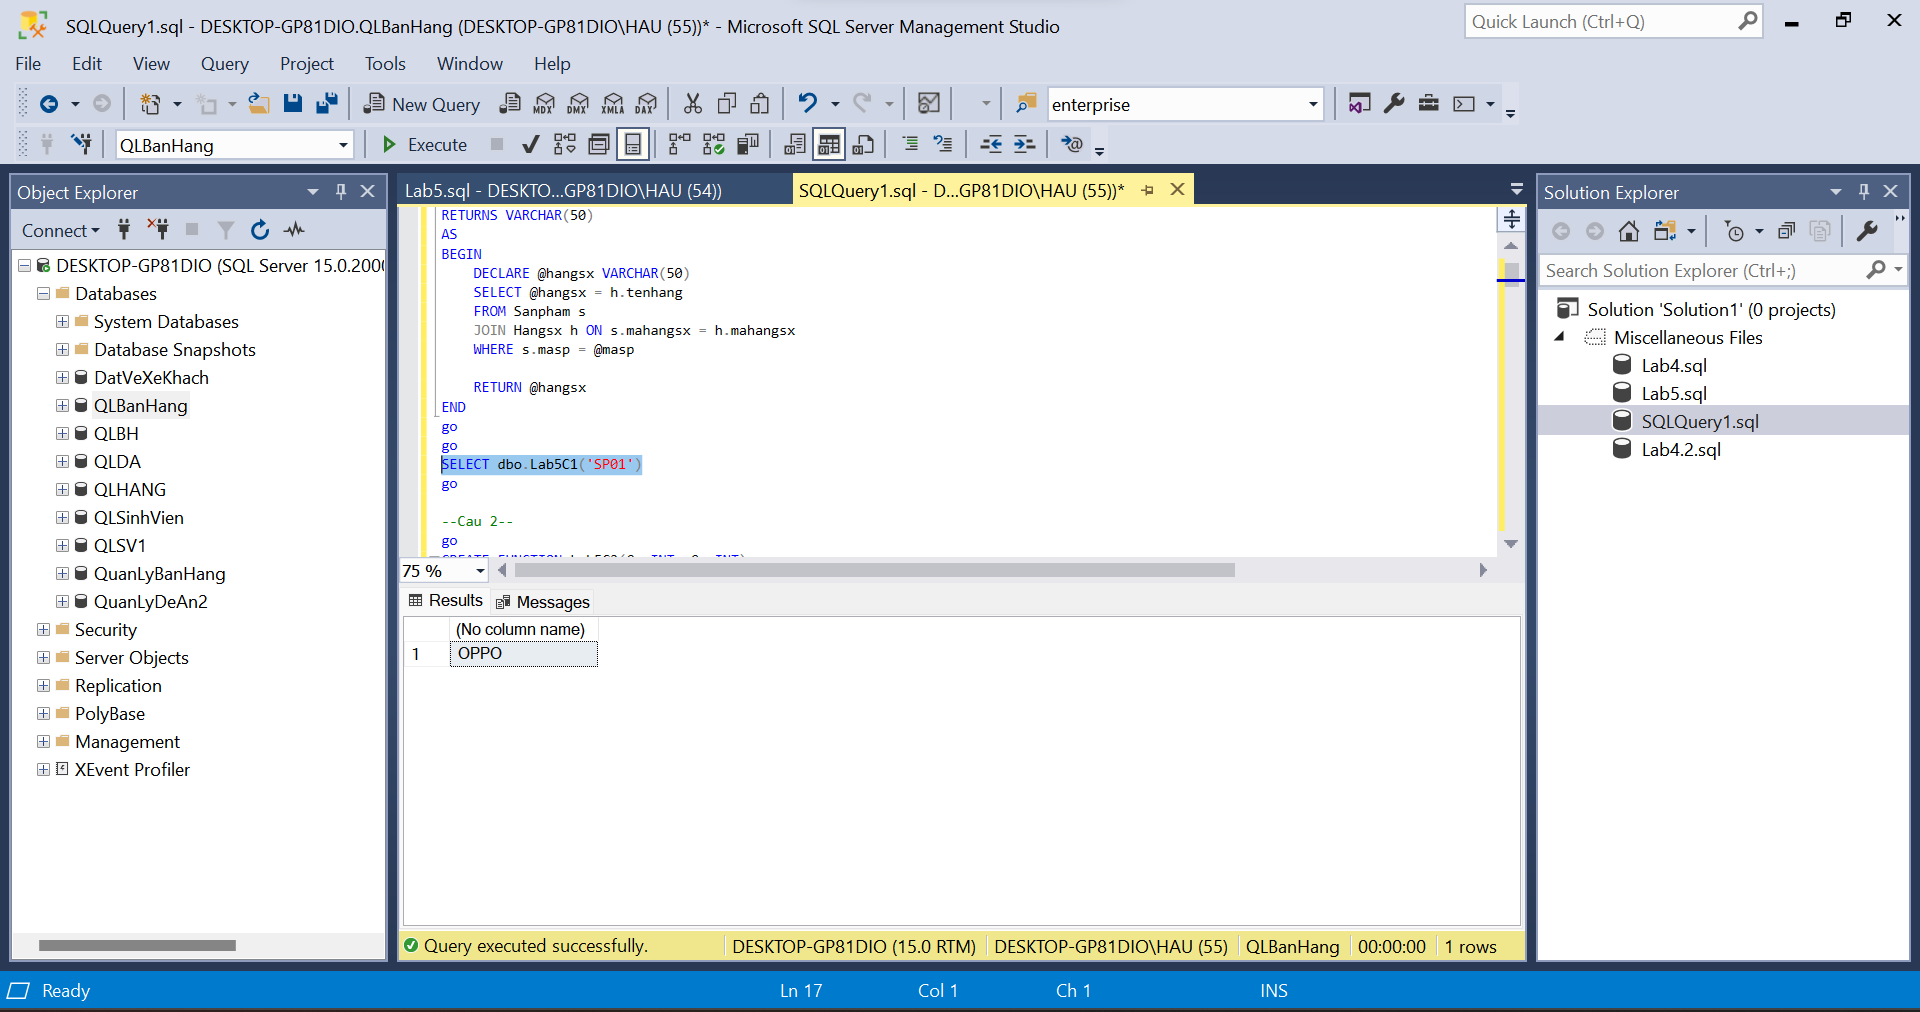 SQLQuery1.sql - DESKTOP-GP81DIO.QLBanHang (DESKTOP-GP81DIO\HAU (55))* - Microsoft SQL Server Management Studio
Quick Launch (Ctrl+Q)
File Edit View Query Project Tools Window Help
New Query
MDX DMX XMLA DAX
enterprise
QLBanHang
Execute
Object Explorer
Connect
DESKTOP-GP81DIO (SQL Server 15.0.2000
Databases
System Databases
Database Snapshots
DatVeXeKhach
QLBanHang
QLBH
QLDA
QLHANG
QLSinhVien
QLSV1
QuanLyBanHang
QuanLyDeAn2
Security
Server Objects
Replication
PolyBase
Management
XEvent Profiler
Lab5.sql - DESKTO...GP81DIO\HAU (54))
SQLQuery1.sql - D...GP81DIO\HAU (55))*
RETURNS VARCHAR(50)
AS
BEGIN
DECLARE @hangsx VARCHAR(50)
SELECT @hangsx = h.tenhang
FROM Sanpham s
JOIN Hangsx h ON s.mahangsx = h.mahangsx
WHERE s.masp = @masp
RETURN @hangsx
END
go
go
SELECT dbo.Lab5C1('SP01')
go
--Cau 2--
go
75 %
Results Messages
(No column name)
1 OPPO
Query executed successfully.
DESKTOP-GP81DIO (15.0 RTM)
DESKTOP-GP81DIO\HAU (55)
QLBanHang
00:00:00
1 rows
Solution Explorer
Search Solution Explorer (Ctrl+;)
Solution 'Solution1' (0 projects)
Miscellaneous Files
Lab4.sql
Lab5.sql
SQLQuery1.sql
Lab4.2.sql
Ready
Ln 17
Col 1
Ch 1
INS